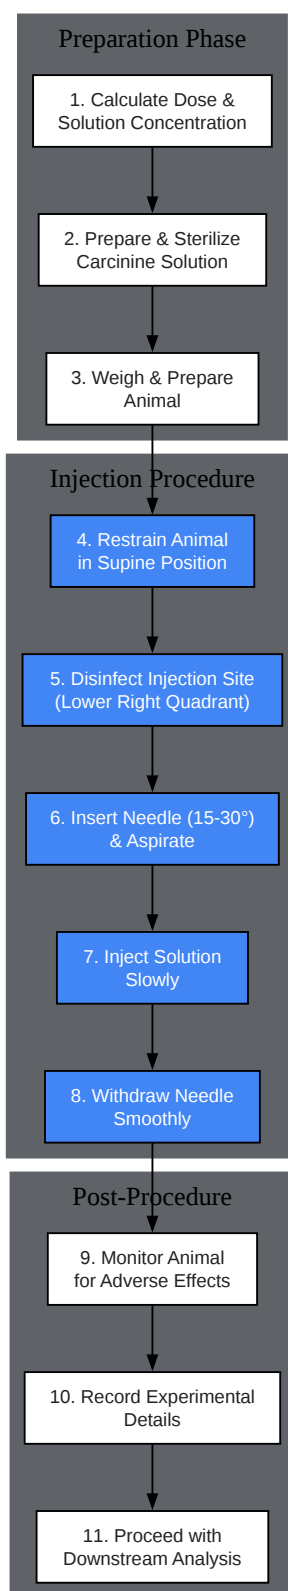 Preparation Phase
1. Calculate Dose &
Solution Concentration
2. Prepare & Sterilize
Carcinine Solution
3. Weigh & Prepare
Animal
Injection Procedure
4. Restrain Animal
in Supine Position
5. Disinfect Injection Site
(Lower Right Quadrant)
6. Insert Needle (15-30°)
& Aspirate
7. Inject Solution
Slowly
8. Withdraw Needle
Smoothly
Post-Procedure
9. Monitor Animal
for Adverse Effects
10. Record Experimental
Details
11. Proceed with
Downstream Analysis